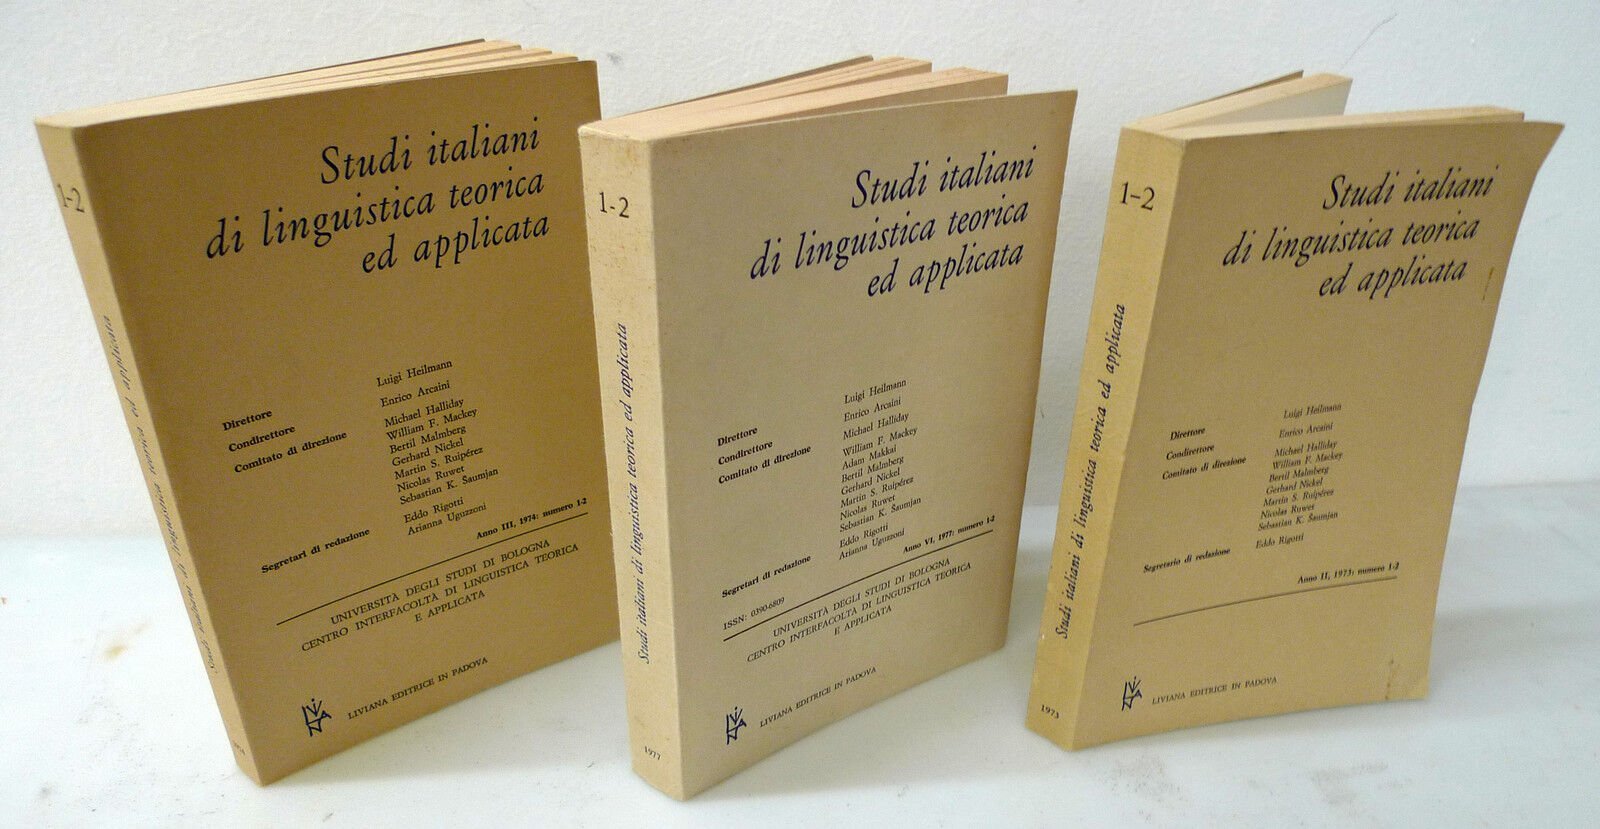 1-2
Studi italiani di linguistica teorica ed applicata
Studi italiani
di linguistica teorica
ed applicata
Direttore
Luigi Heilmann
Condirettore
Enrico Arcaini
Comitato di direzione
Michael Halliday
William F. Mackey
Bertil Malmberg
Gerhard Nickel
Martin S. Ruipérez
Nicolas Ruwet
Sebastian K. Šaumjan
Segretari di redazione
Eddo Rigotti
Arianna Uguzzoni
Anno III, 1974: numero 1-2
UNIVERSITÀ DEGLI STUDI DI BOLOGNA
CENTRO INTERFACOLTÀ DI LINGUISTICA TEORICA
E APPLICATA
LIVIANA EDITRICE IN PADOVA
1-2
Studi italiani di linguistica teorica ed applicata
1977
Studi italiani
di linguistica teorica
ed applicata
Direttore
Luigi Heilmann
Condirettore
Enrico Arcaini
Comitato di direzione
Michael Halliday
William F. Mackey
Adam Makkai
Bertil Malmberg
Gerhard Nickel
Martin S. Ruipérez
Nicolas Ruwet
Sebastian K. Šaumjan
Segretari di redazione
Eddo Rigotti
Arianna Uguzzoni
ISSN: 0390-6809
Anno VI, 1977: numero 1-2
UNIVERSITÀ DEGLI STUDI DI BOLOGNA
CENTRO INTERFACOLTÀ DI LINGUISTICA TEORICA
E APPLICATA
LIVIANA EDITRICE IN PADOVA
1-2
Studi italiani di linguistica teorica ed applicata
1973
Studi italiani
di linguistica teorica
ed applicata
Direttore
Luigi Heilmann
Condirettore
Enrico Arcaini
Comitato di direzione
Michael Halliday
William F. Mackey
Bertil Malmberg
Gerhard Nickel
Martin S. Ruipérez
Nicolas Ruwet
Sebastian K. Šaumjan
Segretario di redazione
Eddo Rigotti
Anno II, 1973: numero 1-2
LIVIANA EDITRICE IN PADOVA